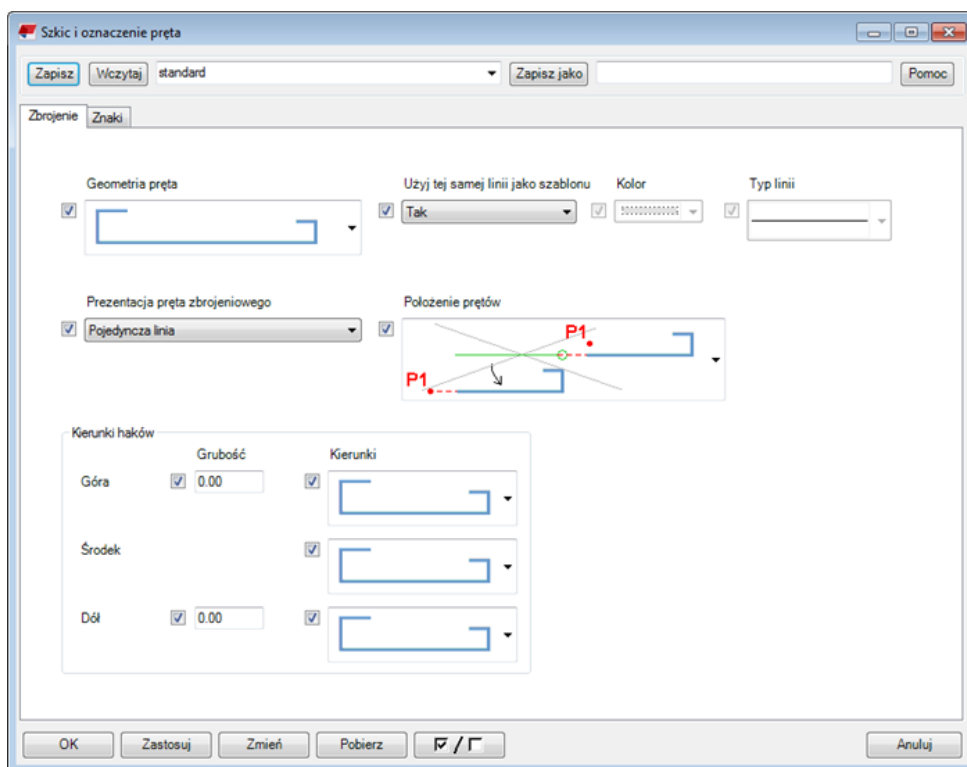 Szkic i oznaczenie pręta
Zapisz Wczytaj standard Zapisz jako Pomoc
Zbrojenie Znaki
Geometria pręta Użyj tej samej linii jako szablonu Kolor Typ linii
Tak
Prezentacja pręta zbrojeniowego Położenie prętów
Pojedyncza linia
P1
P1
Kierunki haków
Grubość Kierunki
Góra 0.00
Środek
Dół 0.00
OK Zastosuj Zmień Pobierz / Anuluj